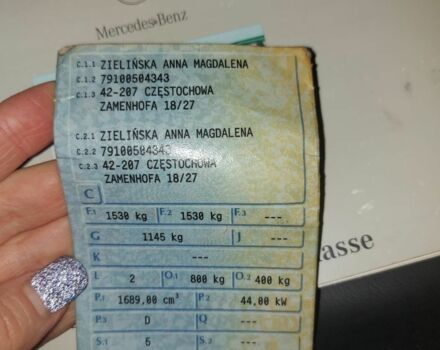 Mercedes-Benz
C.1.1 ZIELIŃSKA ANNA MAGDALENA
C.1.2 79100504343
C.1.3 42-207 CZĘSTOCHOWA
ZAMENHOFA 18/27
C.2.1 ZIELIŃSKA ANNA MAGDALENA
C.2.2 79100504343
C.2.3 42-207 CZĘSTOCHOWA
ZAMENHOFA 18/27
C
F.1 1530 kg F.2 1530 kg F.3 ---
G 1145 kg J ---
K ---
asse
L 2 O.1 800 kg O.2 400 kg
P.1 1689,00 cm³ P.2 44,00 kW
P.3 D Q ---
S.1 5 S.2 ---